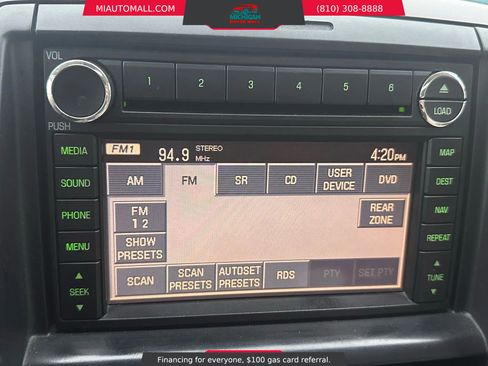 MIAUTOMALL.COM
MICHIGAN
(810) 308-8888
VOL
1 2 3 4 5 6
LOAD
PUSH
MEDIA
SOUND
PHONE
MENU
SEEK
FM1 94.9 STEREO MHz 4:20PM
AM FM SR CD USER DEVICE DVD
FM 1 2
REAR ZONE
SHOW PRESETS
SCAN SCAN PRESETS AUTOSET PRESETS RDS PTY SET PTY
MAP
DEST
NAV
REPEAT
TUNE
Financing for everyone, $100 gas card referral.